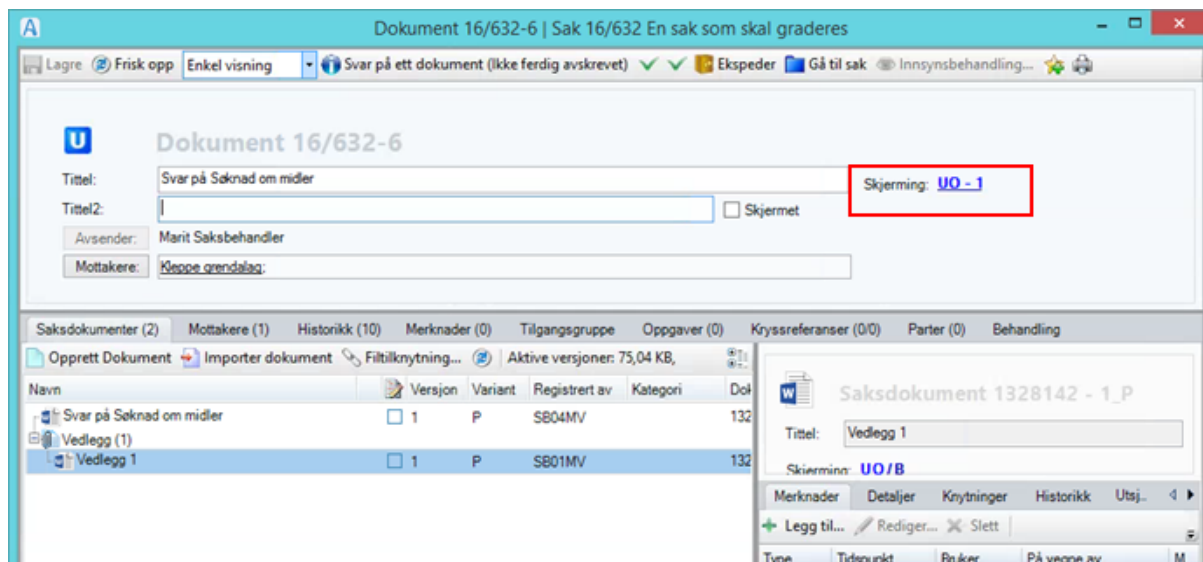 A Dokument 16/632-6 | Sak 16/632 En sak som skal graderes
Lagre Frisk opp Enkel visning Svar på ett dokument (Ikke ferdig avskrevet) Ekspeder Gå til sak Innsynsbehandling...
U Dokument 16/632-6
Tittel: Svar på Søknad om midler Skjerming: UO - 1
Tittel2: Skjermet
Avsender: Marit Saksbehandler
Mottakere: Kleppe grendalag;
Saksdokumenter (2) Mottakere (1) Historikk (10) Merknader (0) Tilgangsgruppe Oppgaver (0) Kryssreferanser (0/0) Parter (0) Behandling
Opprett Dokument Importer dokument Filtilknytning... Aktive versjoner: 75,04 KB,
Navn Versjon Variant Registrert av Kategori Dok
Svar på Søknad om midler 1 P SB04MV 132
Vedlegg (1)
Vedlegg 1 1 P SB01MV 132
W Saksdokument 1328142 - 1_P
Tittel: Vedlegg 1
Skjerming: UO/B
Merknader Detaljer Knytninger Historikk Utsj..
Legg til... Rediger... Slett
Type Tidspunkt Bruker På vegne av M